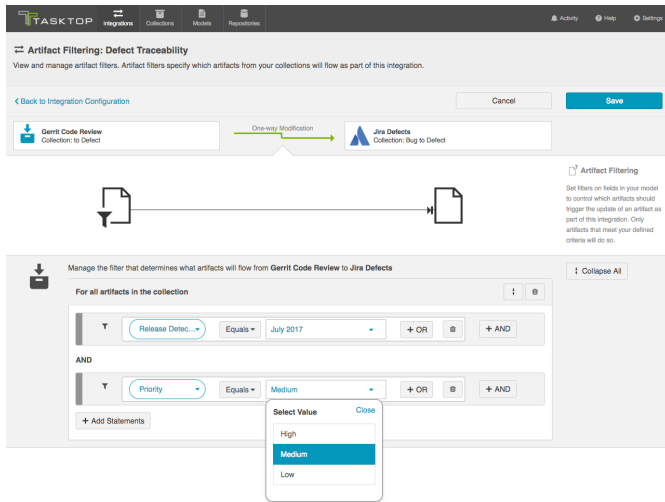 TASKTOP
Integrations
Collections
Models
Repositories
Activity
Help
Settings
Artifact Filtering: Defect Traceability
View and manage artifact filters. Artifact filters specify which artifacts from your collections will flow as part of this integration.
Back to Integration Configuration
Cancel
Save
Gerrit Code Review
Collection: to Defect
One-way Modification
Jira Defects
Collection: Bug to Defect
Artifact Filtering
Set filters on fields in your model
to control which artifacts should
trigger the update of an artifact as
part of this integration. Only
artifacts that meet your defined
criteria will do so.
Manage the filter that determines what artifacts will flow from Gerrit Code Review to Jira Defects
Collapse All
For all artifacts in the collection
Release Detec...
Equals
July 2017
+ OR
+ AND
AND
Priority
Equals
Medium
+ OR
+ AND
+ Add Statements
Select Value
Close
High
Medium
Low